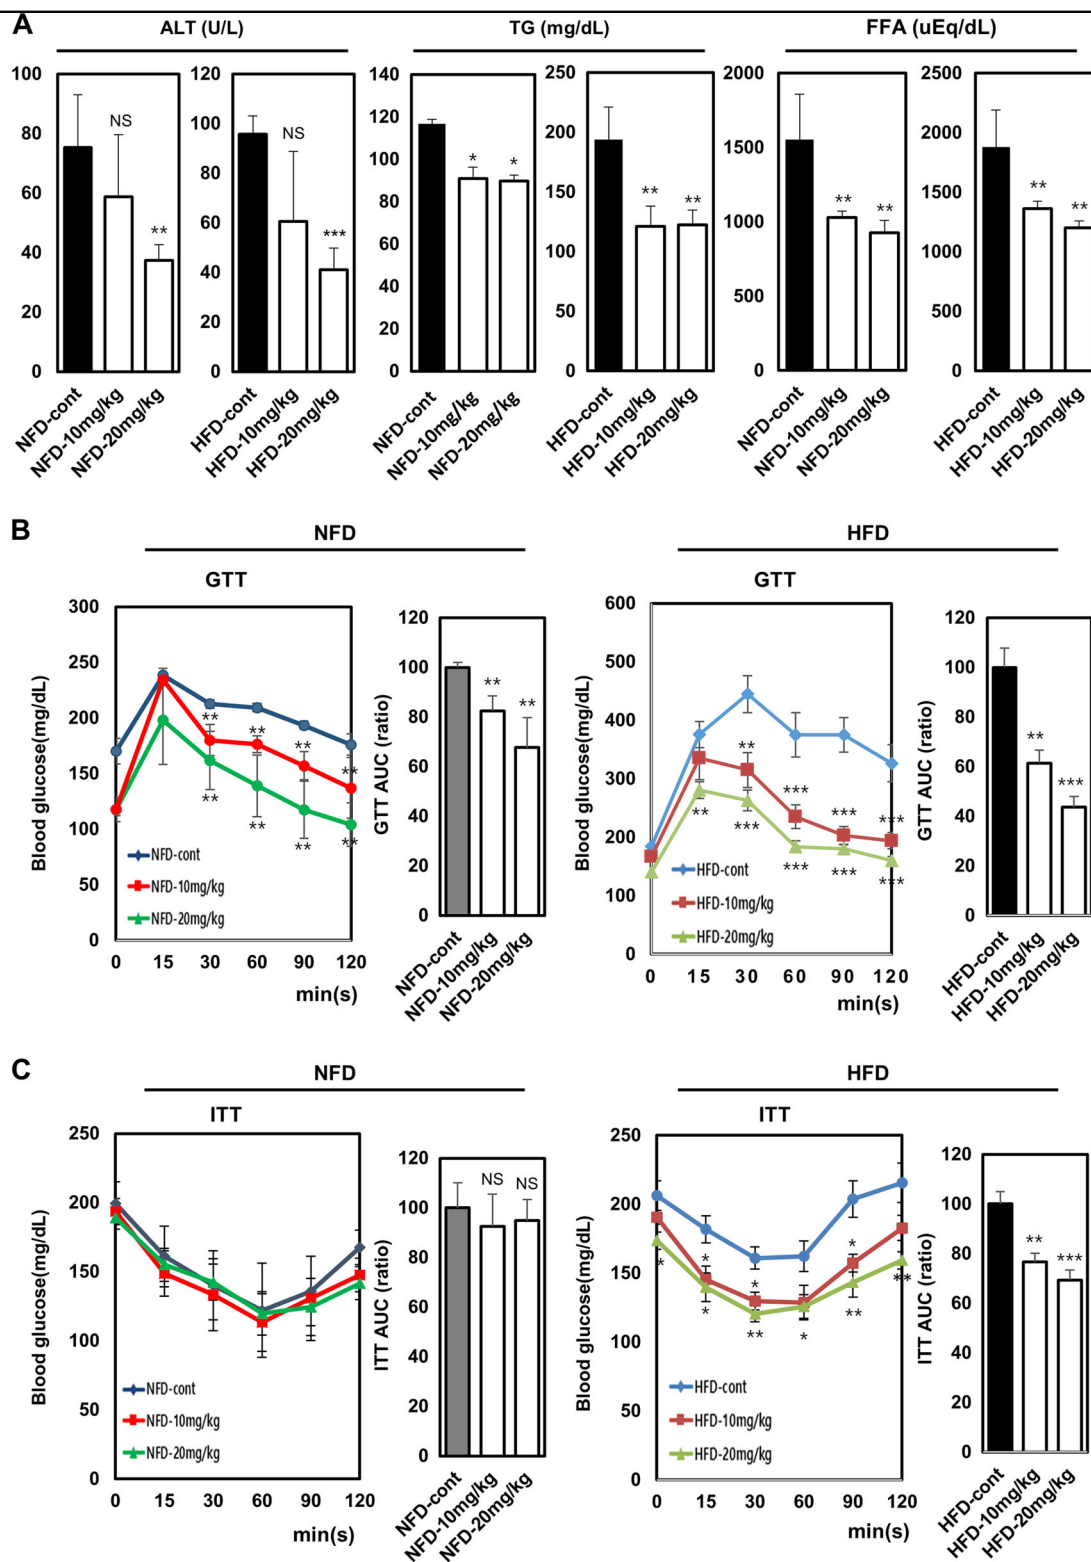 A
ALT (U/L) TG (mg/dL) FFA (uEq/dL)
100
80
60
40
20
0
NS
**
NFD-cont
NFD-10mg/kg
NFD-20mg/kg
120
100
80
60
40
20
0
NS
***
HFD-cont
HFD-10mg/kg
HFD-20mg/kg
140
120
100
80
60
40
20
0
*
*
NFD-cont
NFD-10mg/kg
NFD-20mg/kg
250
200
150
100
50
0
**
**
HFD-cont
HFD-10mg/kg
HFD-20mg/kg
2000
1500
1000
500
0
**
**
NFD-cont
NFD-10mg/kg
NFD-20mg/kg
2500
2000
1500
1000
500
0
**
**
HFD-cont
HFD-10mg/kg
HFD-20mg/kg
B
NFD
GTT
Blood glucose(mg/dL)
300
250
200
150
100
50
0
** ** ** **
** ** ** **
NFD-cont
NFD-10mg/kg
NFD-20mg/kg
0 15 30 60 90 120
min(s)
GTT AUC (ratio)
120
100
80
60
40
20
0
**
**
NFD-cont
NFD-10mg/kg
NFD-20mg/kg
HFD
GTT
Blood glucose(mg/dL)
600
500
400
300
200
100
0
** *** *** ***
** *** *** *** ***
HFD-cont
HFD-10mg/kg
HFD-20mg/kg
0 15 30 60 90 120
min(s)
GTT AUC (ratio)
120
100
80
60
40
20
0
**
***
HFD-cont
HFD-10mg/kg
HFD-20mg/kg
C
NFD
ITT
Blood glucose(mg/dL)
250
200
150
100
50
0
NFD-cont
NFD-10mg/kg
NFD-20mg/kg
0 15 30 60 90 120
min(s)
ITT AUC (ratio)
120
100
80
60
40
20
0
NS NS
NFD-cont
NFD-10mg/kg
NFD-20mg/kg
HFD
ITT
Blood glucose(mg/dL)
250
200
150
100
50
0
* * *
* * ** * ** **
HFD-cont
HFD-10mg/kg
HFD-20mg/kg
0 15 30 60 90 120
min(s)
ITT AUC (ratio)
120
100
80
60
40
20
0
**
***
HFD-cont
HFD-10mg/kg
HFD-20mg/kg